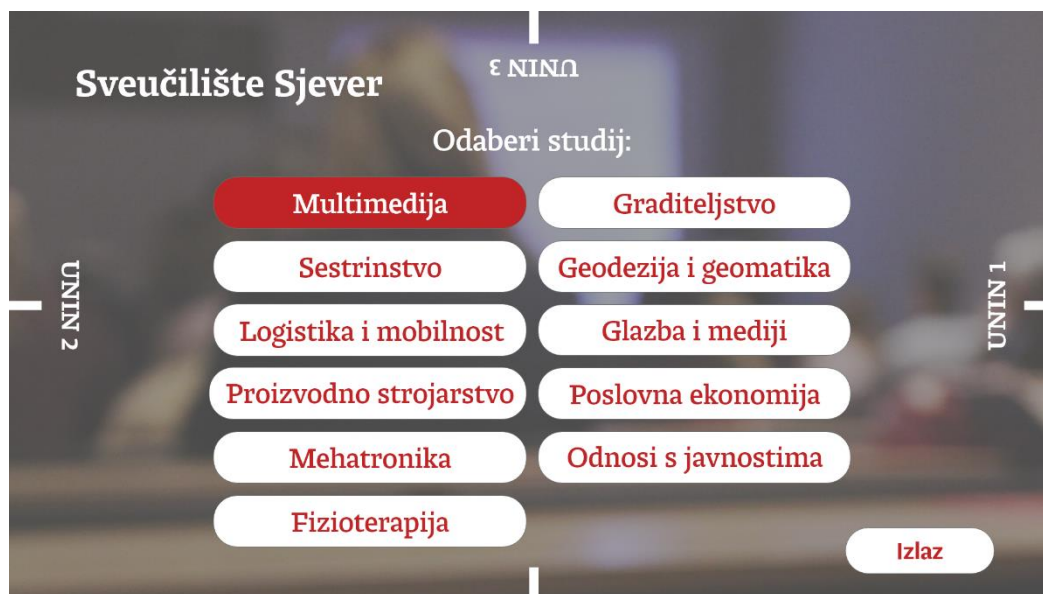 UNIN 3
Sveučilište Sjever
Odaberi studij:
Multimedija
Graditeljstvo
Sestrinstvo
Geodezija i geomatika
UNIN 2
UNIN 1
Logistika i mobilnost
Glazba i mediji
Proizvodno strojarstvo
Poslovna ekonomija
Mehatronika
Odnosi s javnostima
Fizioterapija
Izlaz